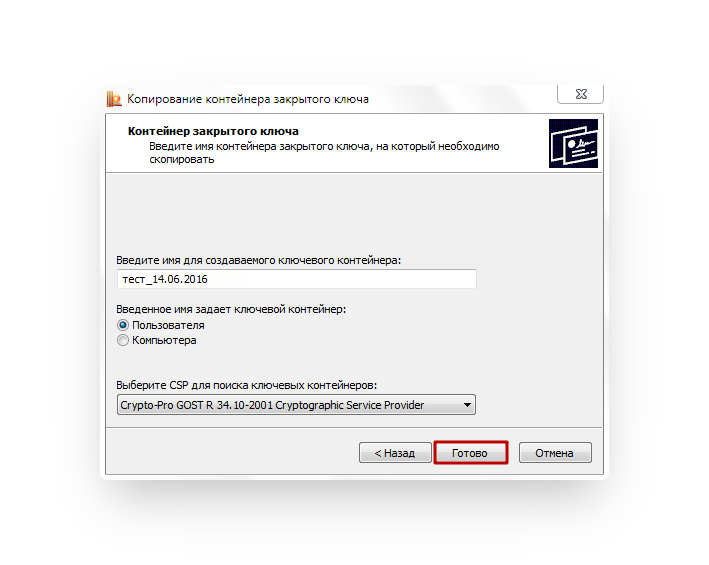 Копирование контейнера закрытого ключа
Контейнер закрытого ключа
Введите имя контейнера закрытого ключа, на который необходимо
скопировать
Введите имя для создаваемого ключевого контейнера:
тест_14.06.2016
Введенное имя задает ключевой контейнер:
Пользователя
Компьютера
Выберите CSP для поиска ключевых контейнеров:
Crypto-Pro GOST R 34.10-2001 Cryptographic Service Provider
< Назад
Готово
Отмена